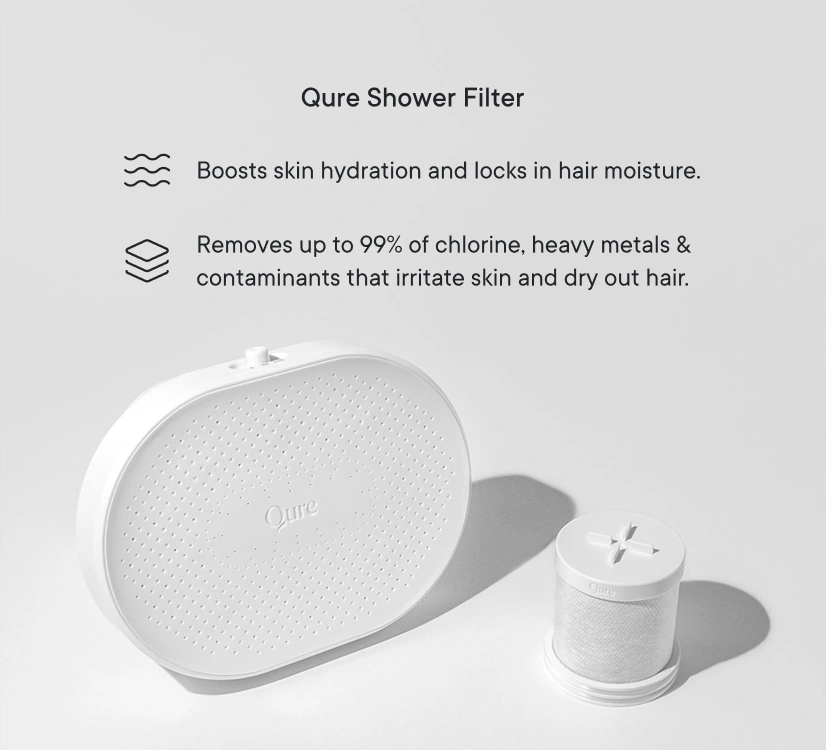 Qure Shower Filter
Boosts skin hydration and locks in hair moisture.
Removes up to 99% of chlorine, heavy metals &
contaminants that irritate skin and dry out hair.
Qure
Qure